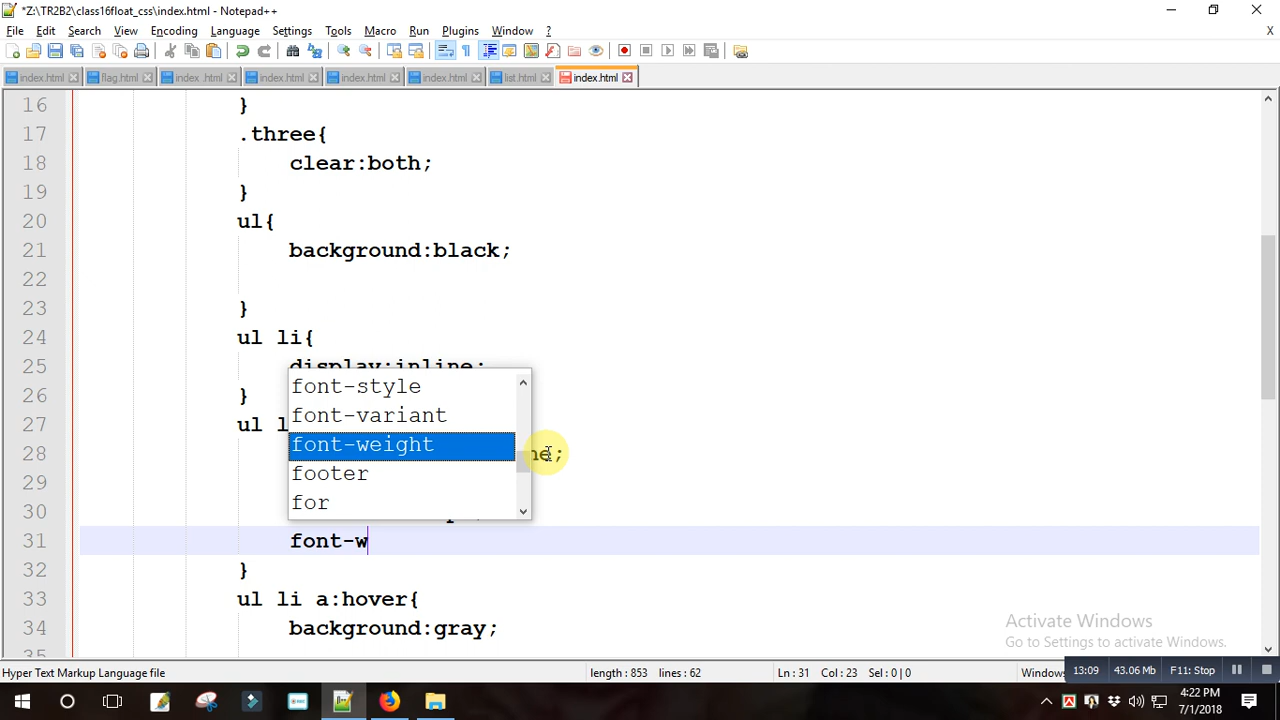 *Z:\TR2B2\class16float_css\index.html - Notepad++
File Edit Search View Encoding Language Settings Tools Macro Run Plugins Window ? X
index.html flag.html index .html index.html index.html index.html list.html index.html
16 }
17 .three{
18 clear:both;
19 }
20 ul{
21 background:black;
22
23 }
24 ul li{
25 display:inline;
26 }
27 ul l
28 ne;
29
30
31 font-w
32 }
33 ul li a:hover{
34 background:gray;
35
font-style
font-variant
font-weight
footer
for
Activate Windows
Go to Settings to activate Windows.
Hyper Text Markup Language file length : 853 lines : 62 Ln : 31 Col : 23 Sel : 0 | 0 Windows
13:09 43.06 Mb F11: Stop
4:22 PM
7/1/2018